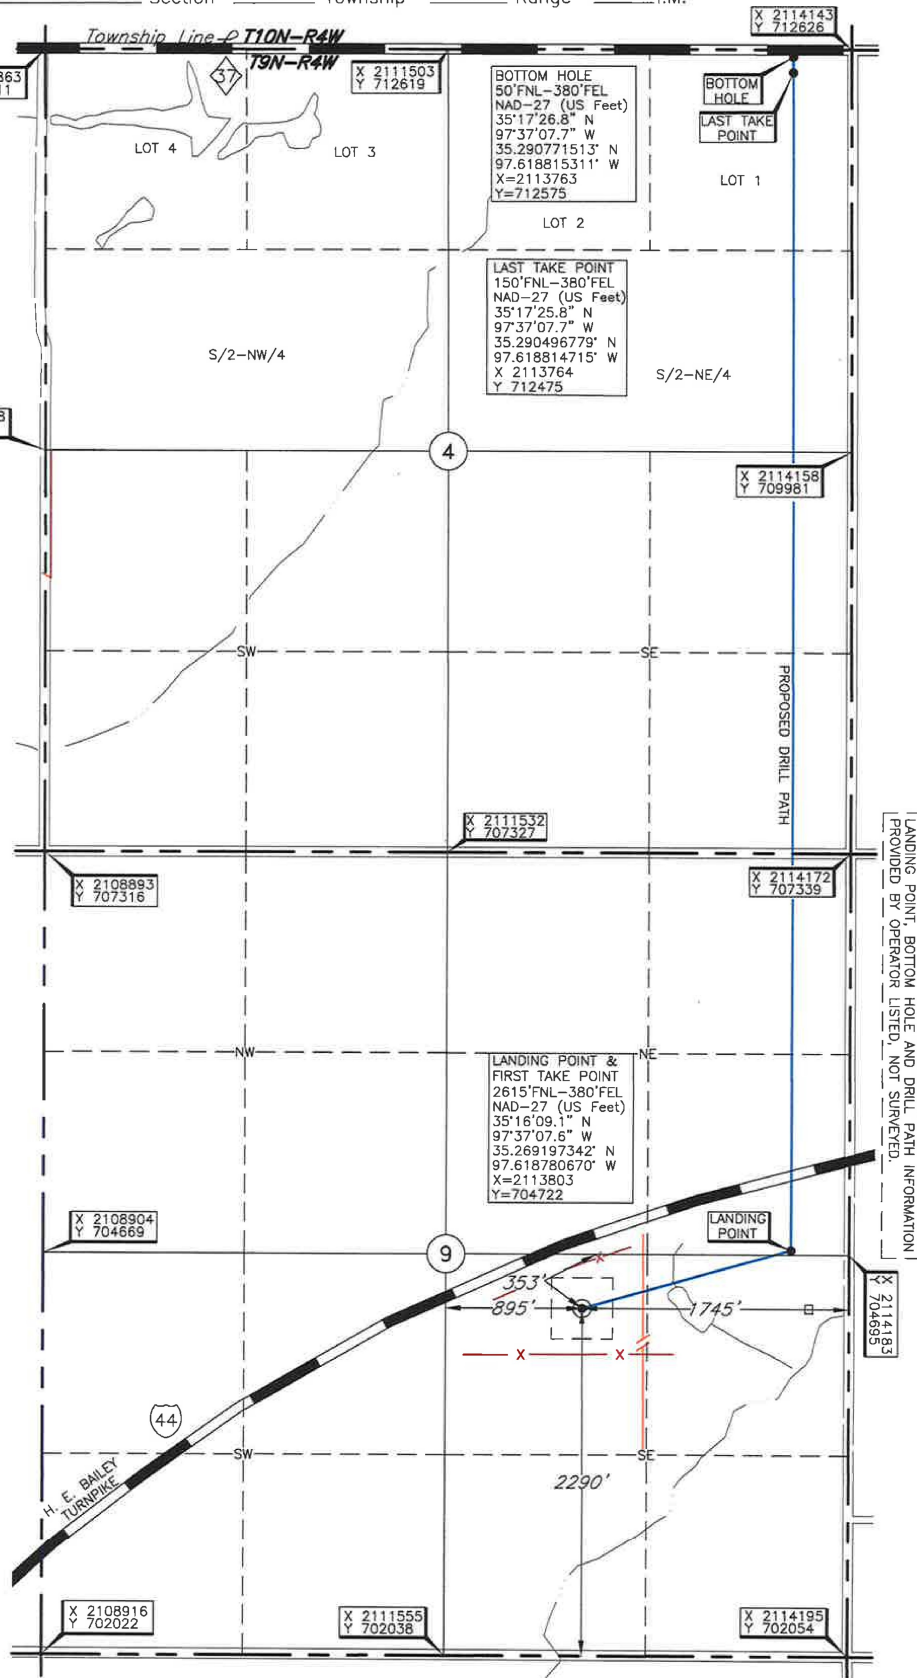 Section Township Range I.M.
X 2114143
Y 712626
Township Line T10N-R4W
T9N-R4W
37
863
11
X 2111503
Y 712619
BOTTOM HOLE
50'FNL-380'FEL
NAD-27 (US Feet)
35°17'26.8" N
97°37'07.7" W
35.290771513° N
97.618815311° W
X=2113763
Y=712575
BOTTOM
HOLE
LAST TAKE
POINT
LOT 4
LOT 3
LOT 2
LOT 1
LAST TAKE POINT
150'FNL-380'FEL
NAD-27 (US Feet)
35°17'25.8" N
97°37'07.7" W
35.290496779° N
97.618814715° W
X 2113764
Y 712475
S/2-NW/4
S/2-NE/4
4
X 2114158
Y 709981
SW
SE
PROPOSED DRILL PATH
X 2111532
Y 707327
X 2108893
Y 707316
X 2114172
Y 707339
LANDING POINT, BOTTOM HOLE AND DRILL PATH INFORMATION
PROVIDED BY OPERATOR LISTED, NOT SURVEYED.
NW
NE
LANDING POINT &
FIRST TAKE POINT
2615'FNL-380'FEL
NAD-27 (US Feet)
35°16'09.1" N
97°37'07.6" W
35.269197342° N
97.618780670° W
X=2113803
Y=704722
X 2108904
Y 704669
LANDING
POINT
9
X 2114183
Y 704695
353'
895'
1745'
X
X X
44
H. E. BAILEY
TURNPIKE
SW
SE
2290'
X 2108916
Y 702022
X 2111555
Y 702038
X 2114195
Y 702054